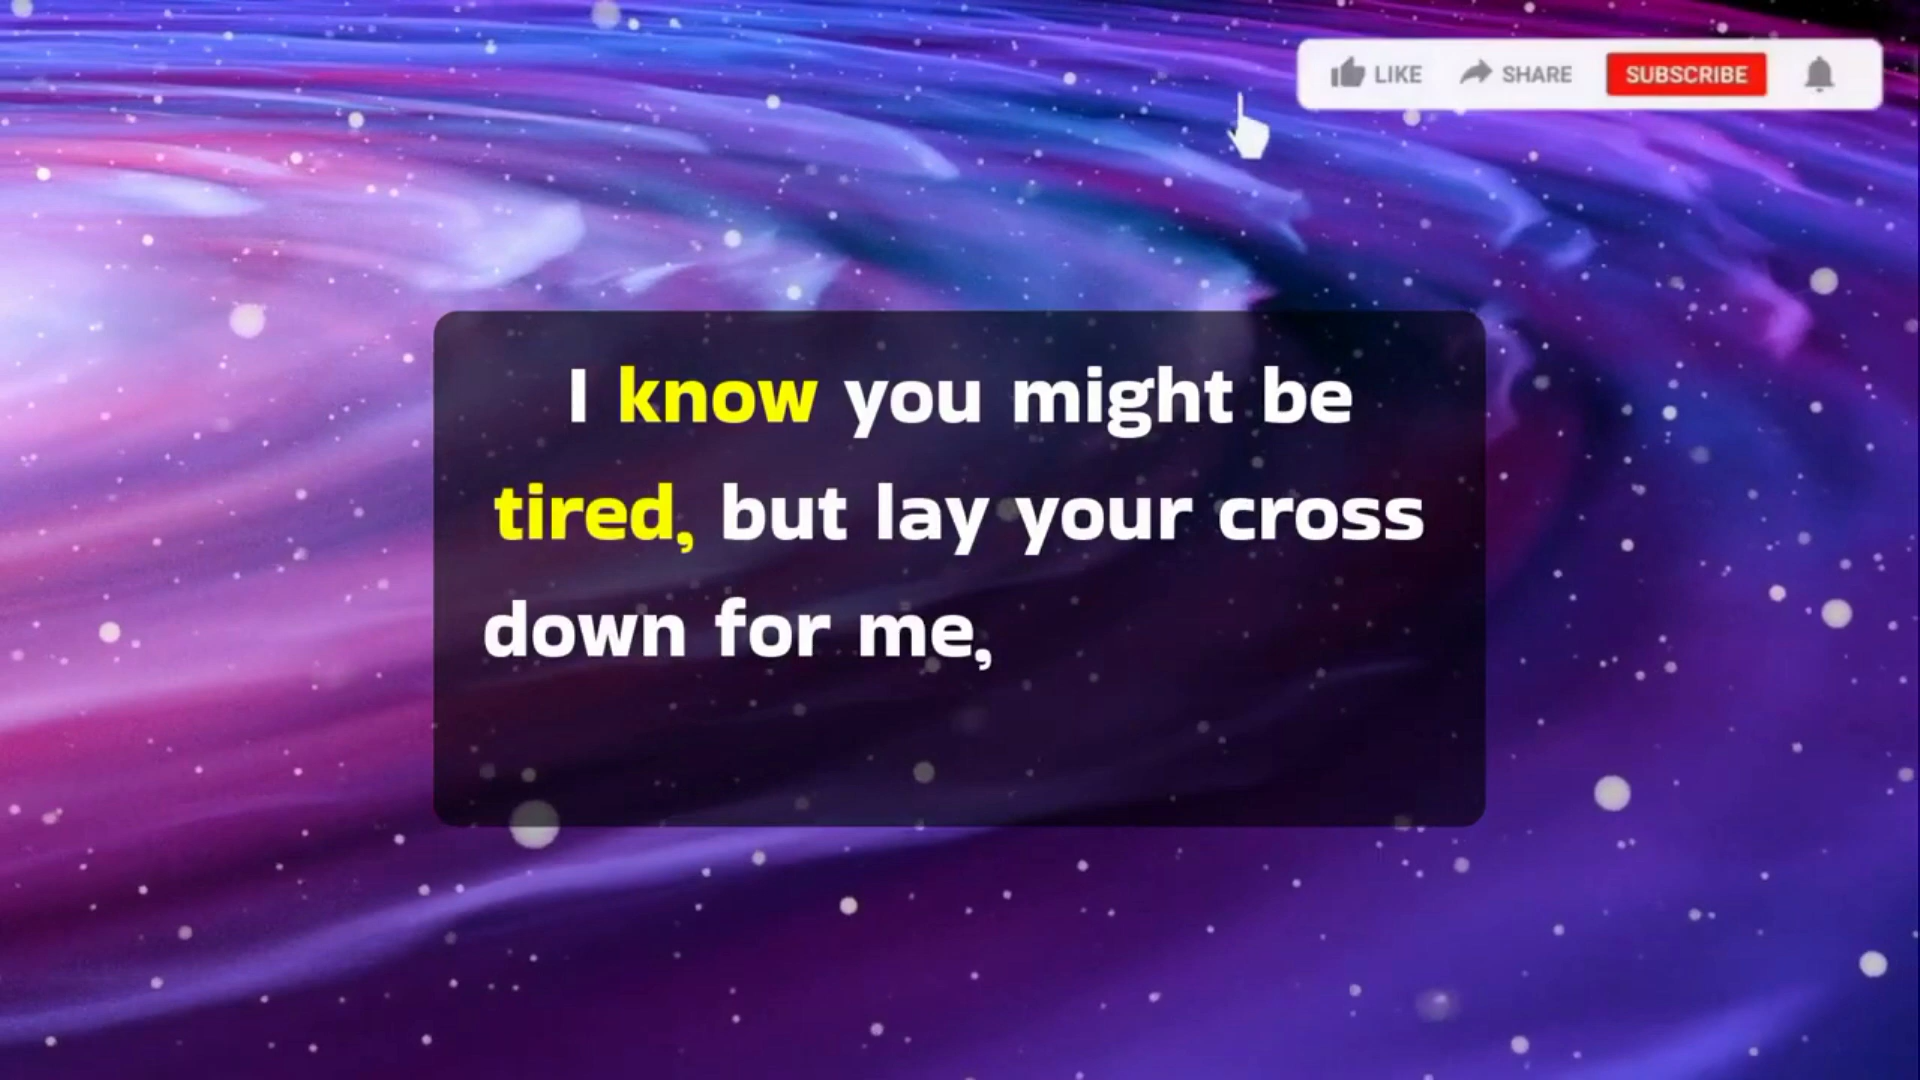 LIKE SHARE SUBSCRIBE
I know you might be
tired, but lay your cross
down for me,